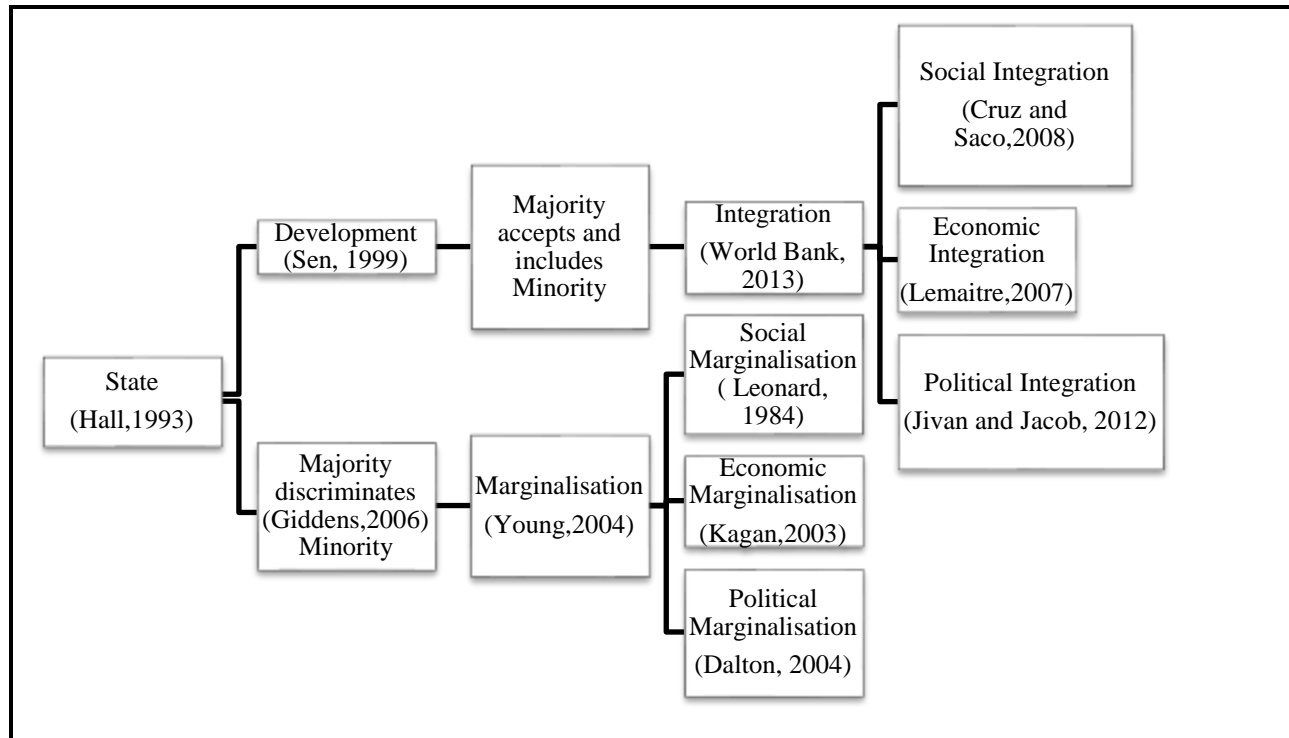 State
(Hall,1993)
Development
(Sen, 1999)
Majority
accepts and
includes
Minority
Integration
(World Bank,
2013)
Social Integration
(Cruz and
Saco,2008)
Economic
Integration
(Lemaitre,2007)
Political Integration
(Jivan and Jacob, 2012)
Majority
discriminates
(Giddens,2006)
Minority
Marginalisation
(Young,2004)
Social
Marginalisation
( Leonard,
1984)
Economic
Marginalisation
(Kagan,2003)
Political
Marginalisation
(Dalton, 2004)